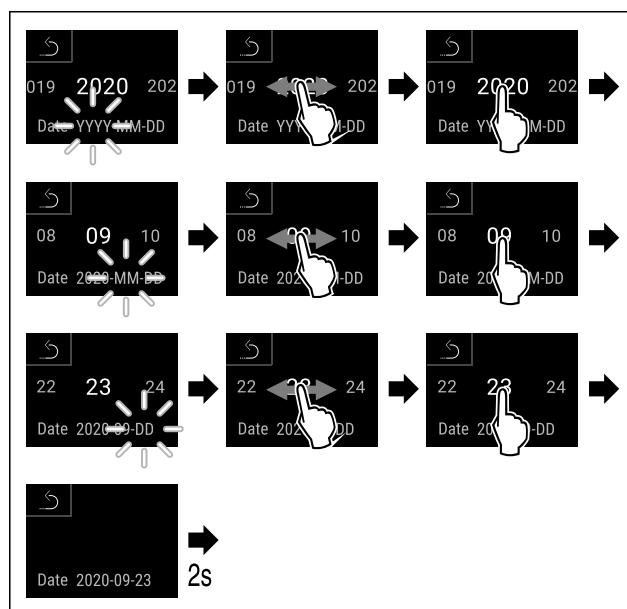 019 2020 202
Date YYYY-MM-DD
019 2020 202
Date YYY -DD
019 2020 202
Date YY M-DD
08 09 10
Date 2020-MM-DD
08 10
Date 202 -DD
08 09 10
Date 20 M-DD
22 23 24
Date 2020-09-DD
22 24
Date 202 DD
22 23 24
Date 20 -DD
Date 2020-09-23
2s